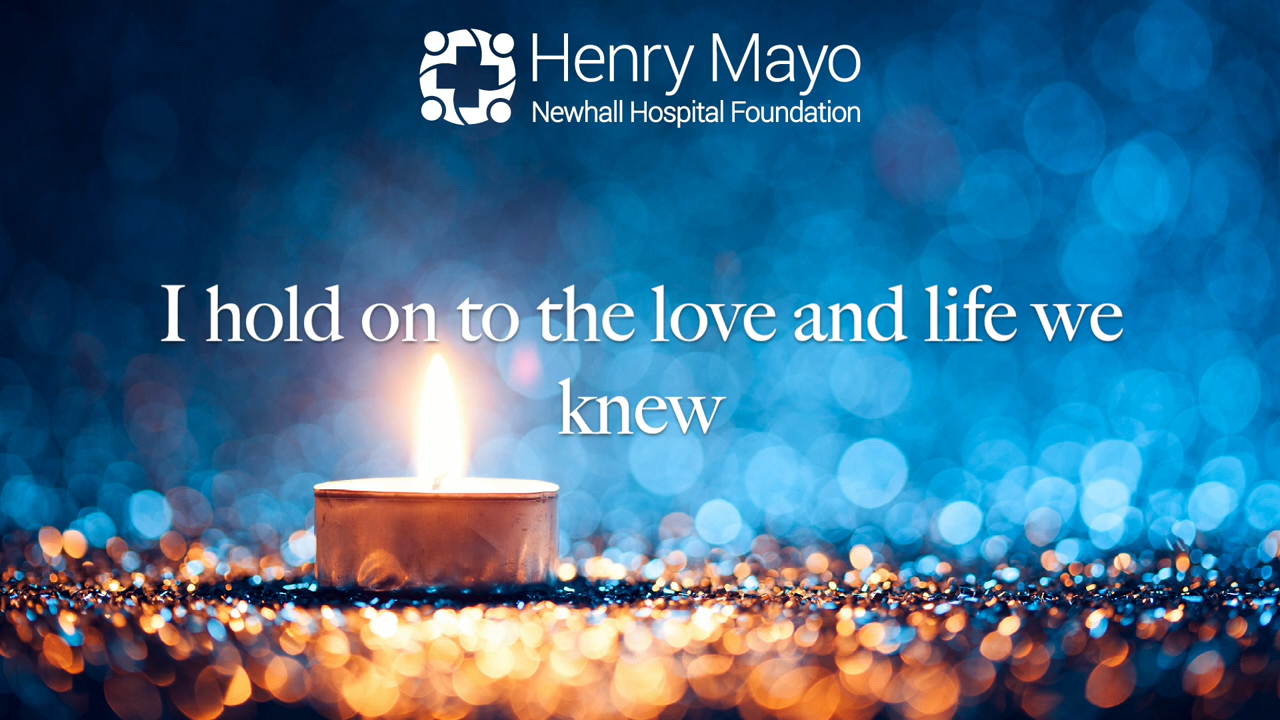 Henry Mayo
Newhall Hospital Foundation
I hold on to the love and life we
knew